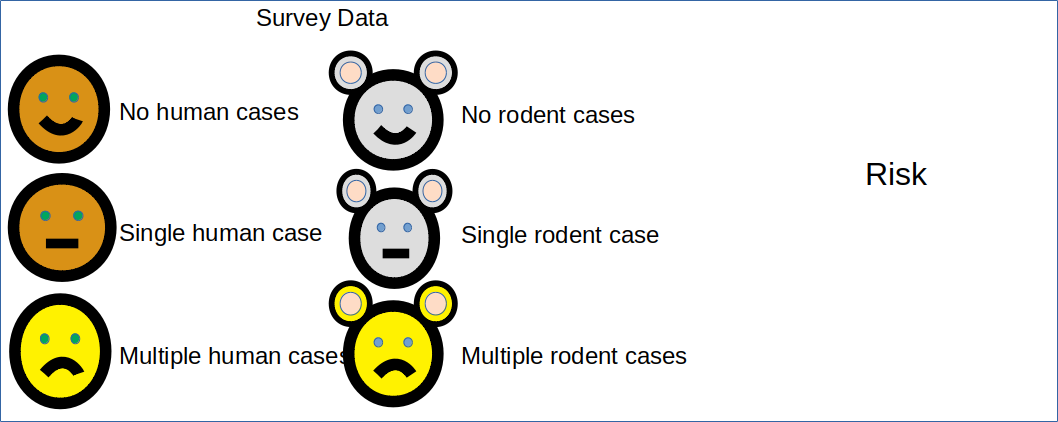 Survey Data
No human cases
No rodent cases
Risk
Single human case
Single rodent case
Multiple human cases
Multiple rodent cases